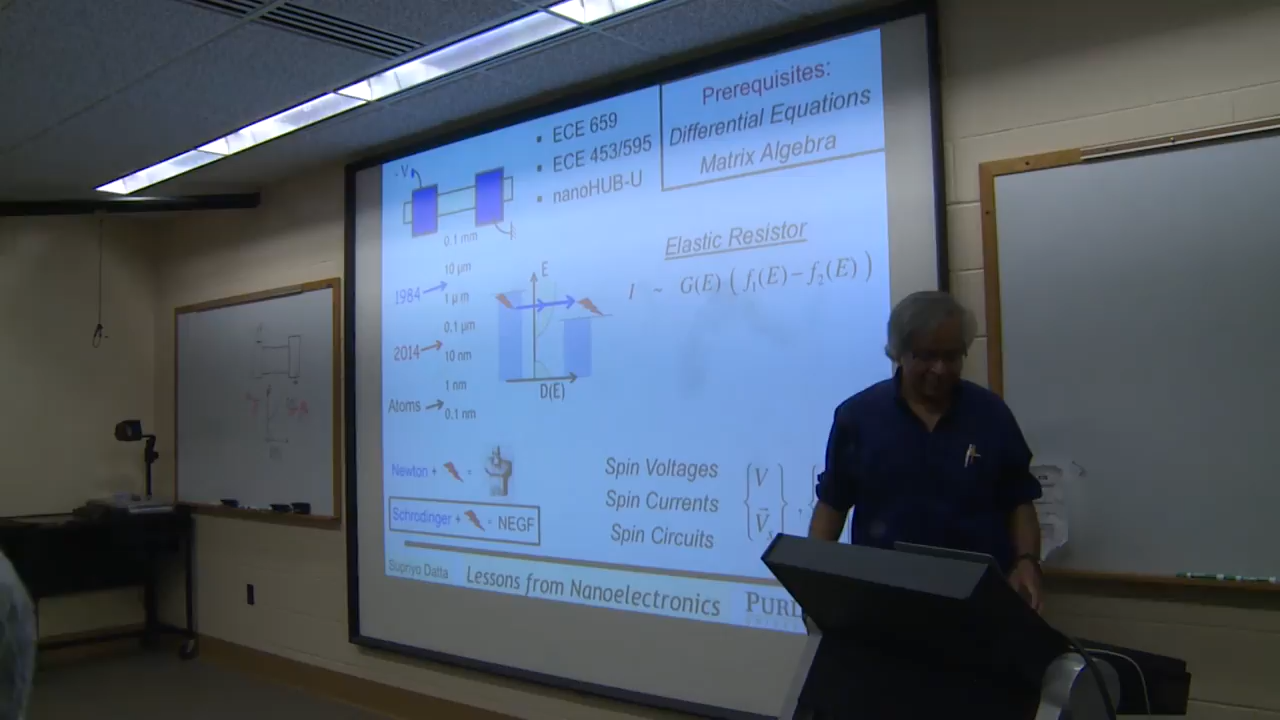 Prerequisites:
Differential Equations
Matrix Algebra
▪ ECE 659
▪ ECE 453/595
▪ nanoHUB-U
- V
0.1 mm
10 μm
1984
1 μm
0.1 μm
2014
10 nm
1 nm
Atoms
0.1 nm
E
D(E)
Elastic Resistor
I ~ G(E) ( f₁(E) − f₂(E) )
Newton + =
Schrodinger + = NEGF
Spin Voltages
Spin Currents
Spin Circuits
{ V
V⃗ₛ } , {
Supriyo Datta
Lessons from Nanoelectronics